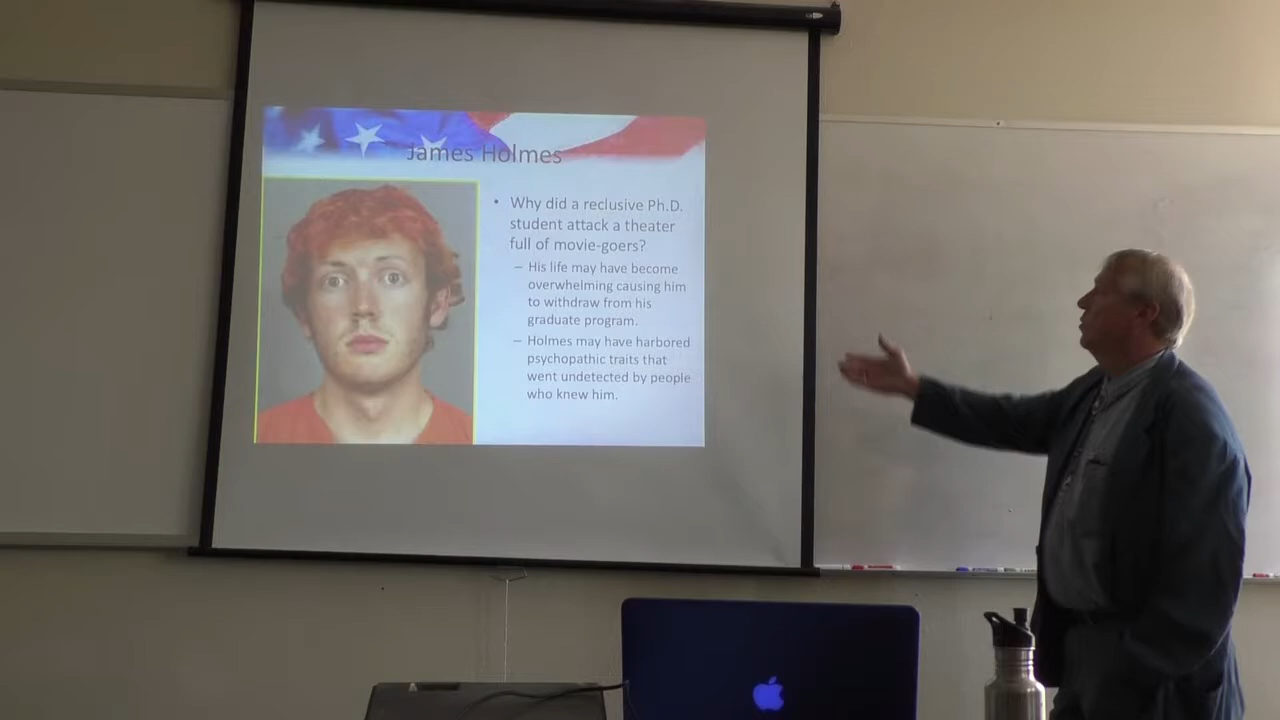 James Holmes
• Why did a reclusive Ph.D.
student attack a theater
full of movie-goers?
– His life may have become
overwhelming causing him
to withdraw from his
graduate program.
– Holmes may have harbored
psychopathic traits that
went undetected by people
who knew him.